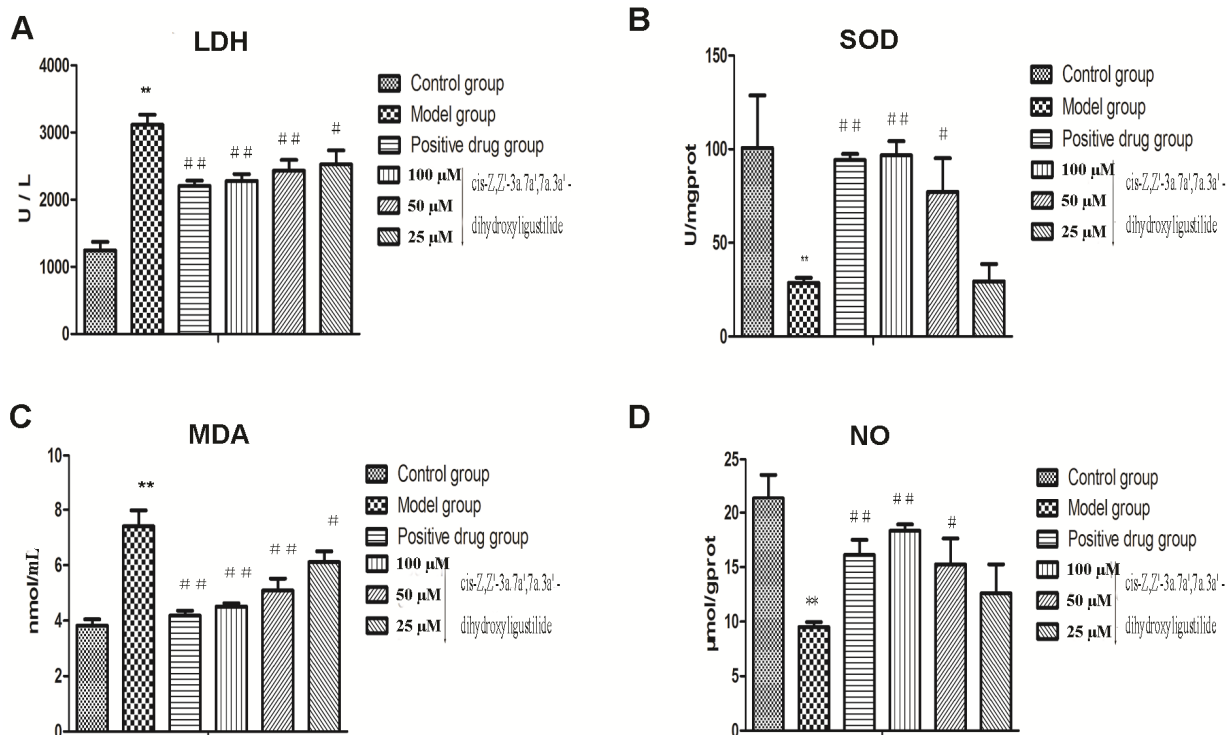 A
LDH
4000
3000
2000
1000
0
U / L
**
# #
# #
# #
#
Control group
Model group
Positive drug group
100 μM
50 μM
25 μM
cis-Z,Z'-3a.7a',7a.3a' -
dihydroxyligustilide
B
SOD
150
100
50
0
U/mgprot
**
# #
# #
#
Control group
Model group
Positive drug group
100 μM
50 μM
25 μM
cis-Z,Z'-3a.7a',7a.3a' -
dihydroxyligustilide
C
MDA
10
8
6
4
2
0
nmol/mL
**
# #
# #
# #
#
Control group
Model group
Positive drug group
100 μM
50 μM
25 μM
cis-Z,Z'-3a.7a',7a.3a' -
dihydroxyligustilide
D
NO
25
20
15
10
5
0
μmol/gprot
**
# #
# #
#
Control group
Model group
Positive drug group
100 μM
50 μM
25 μM
cis-Z,Z'-3a.7a',7a.3a' -
dihydroxyligustilide